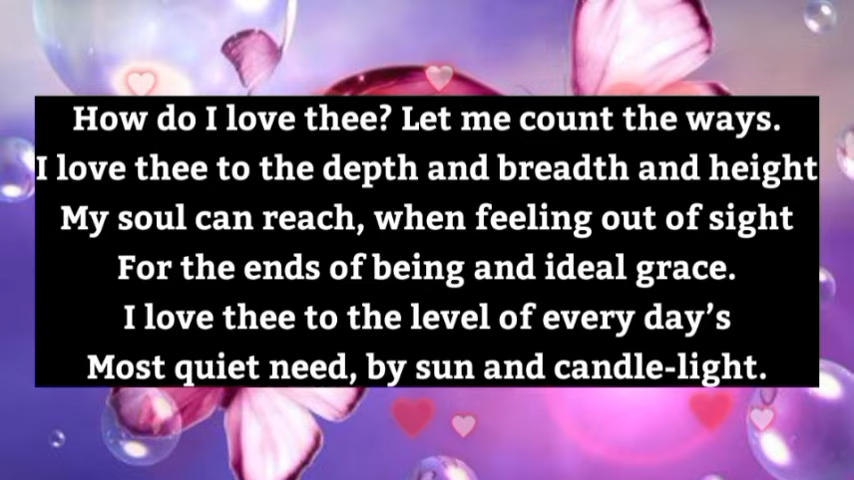 How do I love thee? Let me count the ways.
I love thee to the depth and breadth and height
My soul can reach, when feeling out of sight
For the ends of being and ideal grace.
I love thee to the level of every day’s
Most quiet need, by sun and candle-light.